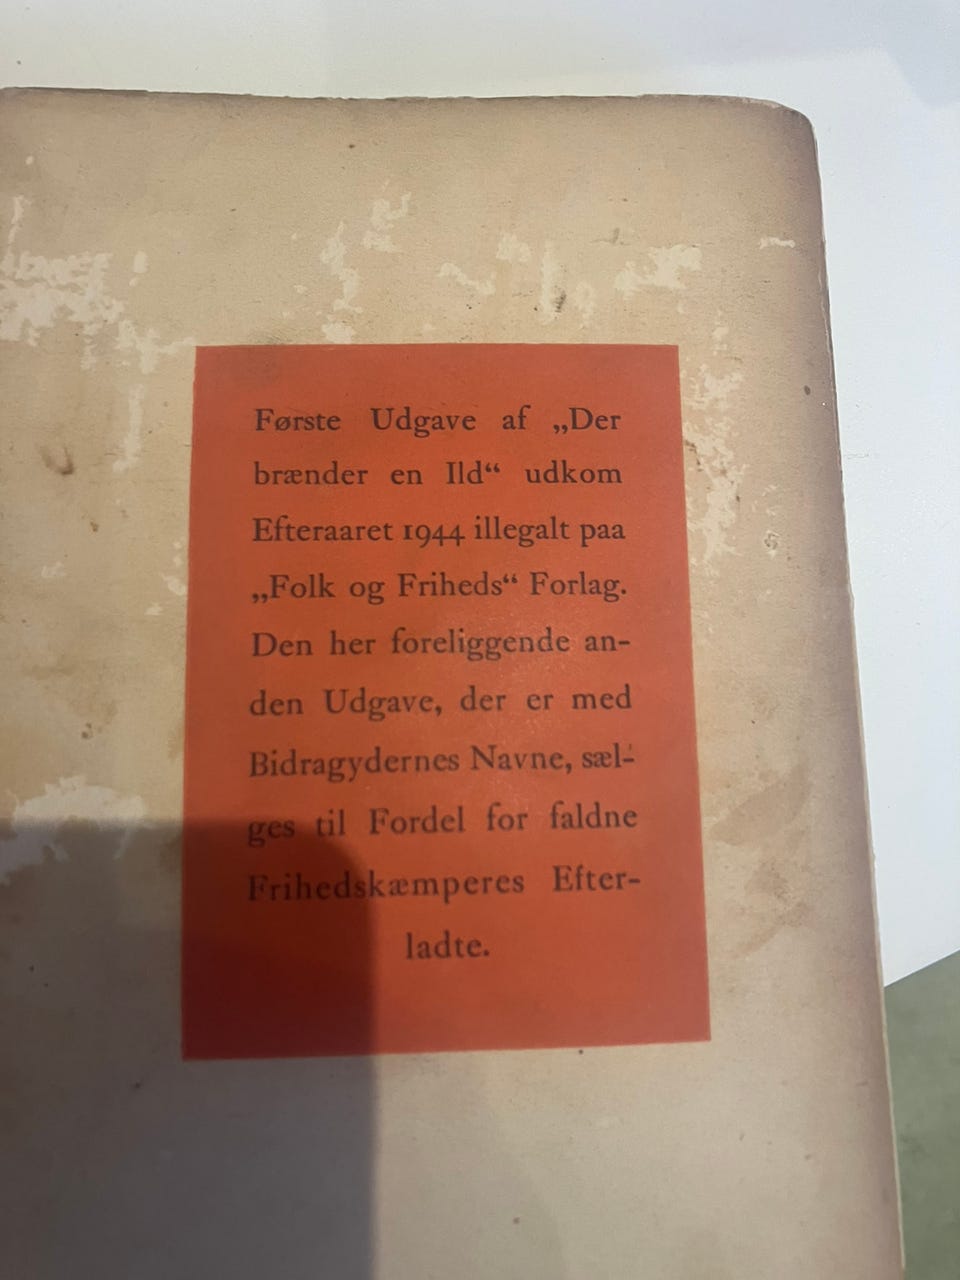 Første Udgave af „Der
brænder en Ild“ udkom
Efteraaret 1944 illegalt paa
„Folk og Friheds“ Forlag.
Den her foreliggende an-
den Udgave, der er med
Bidragydernes Navne, sæl-
ges til Fordel for faldne
Frihedskæmperes Efter-
ladte.